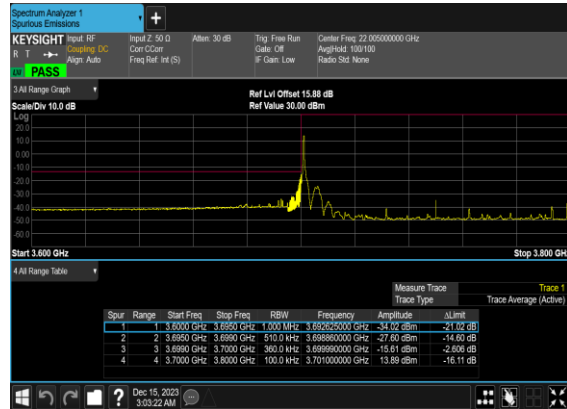 Spectrum Analyzer 1
Spurious Emissions
+
KEYSIGHT Input: RF Input Z: 50 Ω Atten: 30 dB Trig: Free Run Center Freq: 22.005000000 GHz
R T Coupling: DC Corr CCorr Gate: Off Avg|Hold: 100/100
Align: Auto Freq Ref: Int (S) IF Gain: Low Radio Std: None
PASS
3 All Range Graph
Ref Lvl Offset 15.88 dB
Scale/Div 10.0 dB Ref Value 30.00 dBm
Log
20.0
10.0
0.00
-10.0
-20.0
-30.0
-40.0
-50.0
-60.0
Start 3.600 GHz Stop 3.800 GHz
4 All Range Table
Measure Trace Trace 1
Trace Type Trace Average (Active)
Spur Range Start Freq Stop Freq RBW Frequency Amplitude ΔLimit
1 1 3.6000 GHz 3.6950 GHz 1.000 MHz 3.692625000 GHz -34.02 dBm -21.02 dB
2 2 3.6950 GHz 3.6990 GHz 510.0 kHz 3.698860000 GHz -27.60 dBm -14.60 dB
3 3 3.6990 GHz 3.7000 GHz 360.0 kHz 3.699990000 GHz -15.61 dBm -2.606 dB
4 4 3.7000 GHz 3.8000 GHz 100.0 kHz 3.701000000 GHz 13.89 dBm -16.11 dB
? Dec 15, 2023
3:03:22 AM